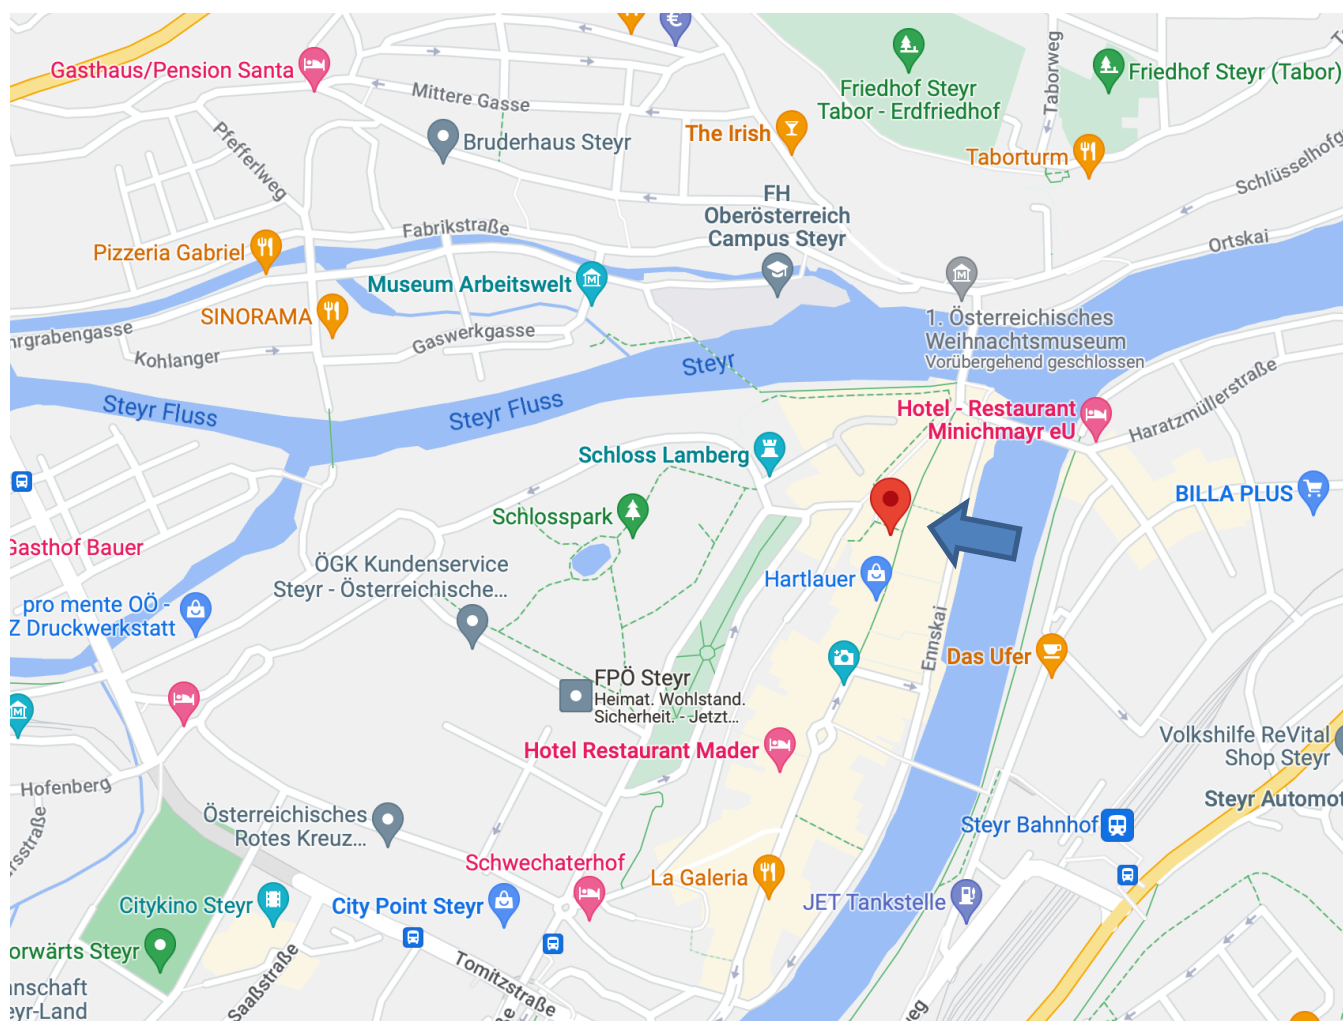 €
Gasthaus/Pension Santa
Mittere Gasse
Friedhof Steyr
Tabor - Erdfriedhof
Taborweg
Friedhof Steyr (Tabor)
Pfefferlweg
Bruderhaus Steyr
The Irish
Taborturm
Schlüsselhofg
FH
Oberösterreich
Campus Steyr
Fabrikstraße
Pizzeria Gabriel
Ortskai
Museum Arbeitswelt
SINORAMA
hrgrabengasse
Gaswerkgasse
Kohlanger
1. Österreichisches
Weihnachtsmuseum
Vorübergehend geschlossen
Steyr
Steyr Fluss
Steyr Fluss
Hotel - Restaurant
Minichmayr eU
Haratzmüllerstraße
Schloss Lamberg
BILLA PLUS
Schlosspark
Gasthof Bauer
ÖGK Kundenservice
Steyr - Österreichische...
Hartlauer
pro mente OÖ -
Z Druckwerkstatt
Ennskai
Das Ufer
FPÖ Steyr
Heimat. Wohlstand.
Sicherheit. - Jetzt...
Hotel Restaurant Mader
Volkshilfe ReVital
Shop Steyr
Hofenberg
Steyr Automot
Österreichisches
Rotes Kreuz...
Steyr Bahnhof
Schwechaterhof
La Galeria
Citykino Steyr
City Point Steyr
JET Tankstelle
orwärts Steyr
Tomitzstraße
Saaßstraße
anschaft
eyr-Land